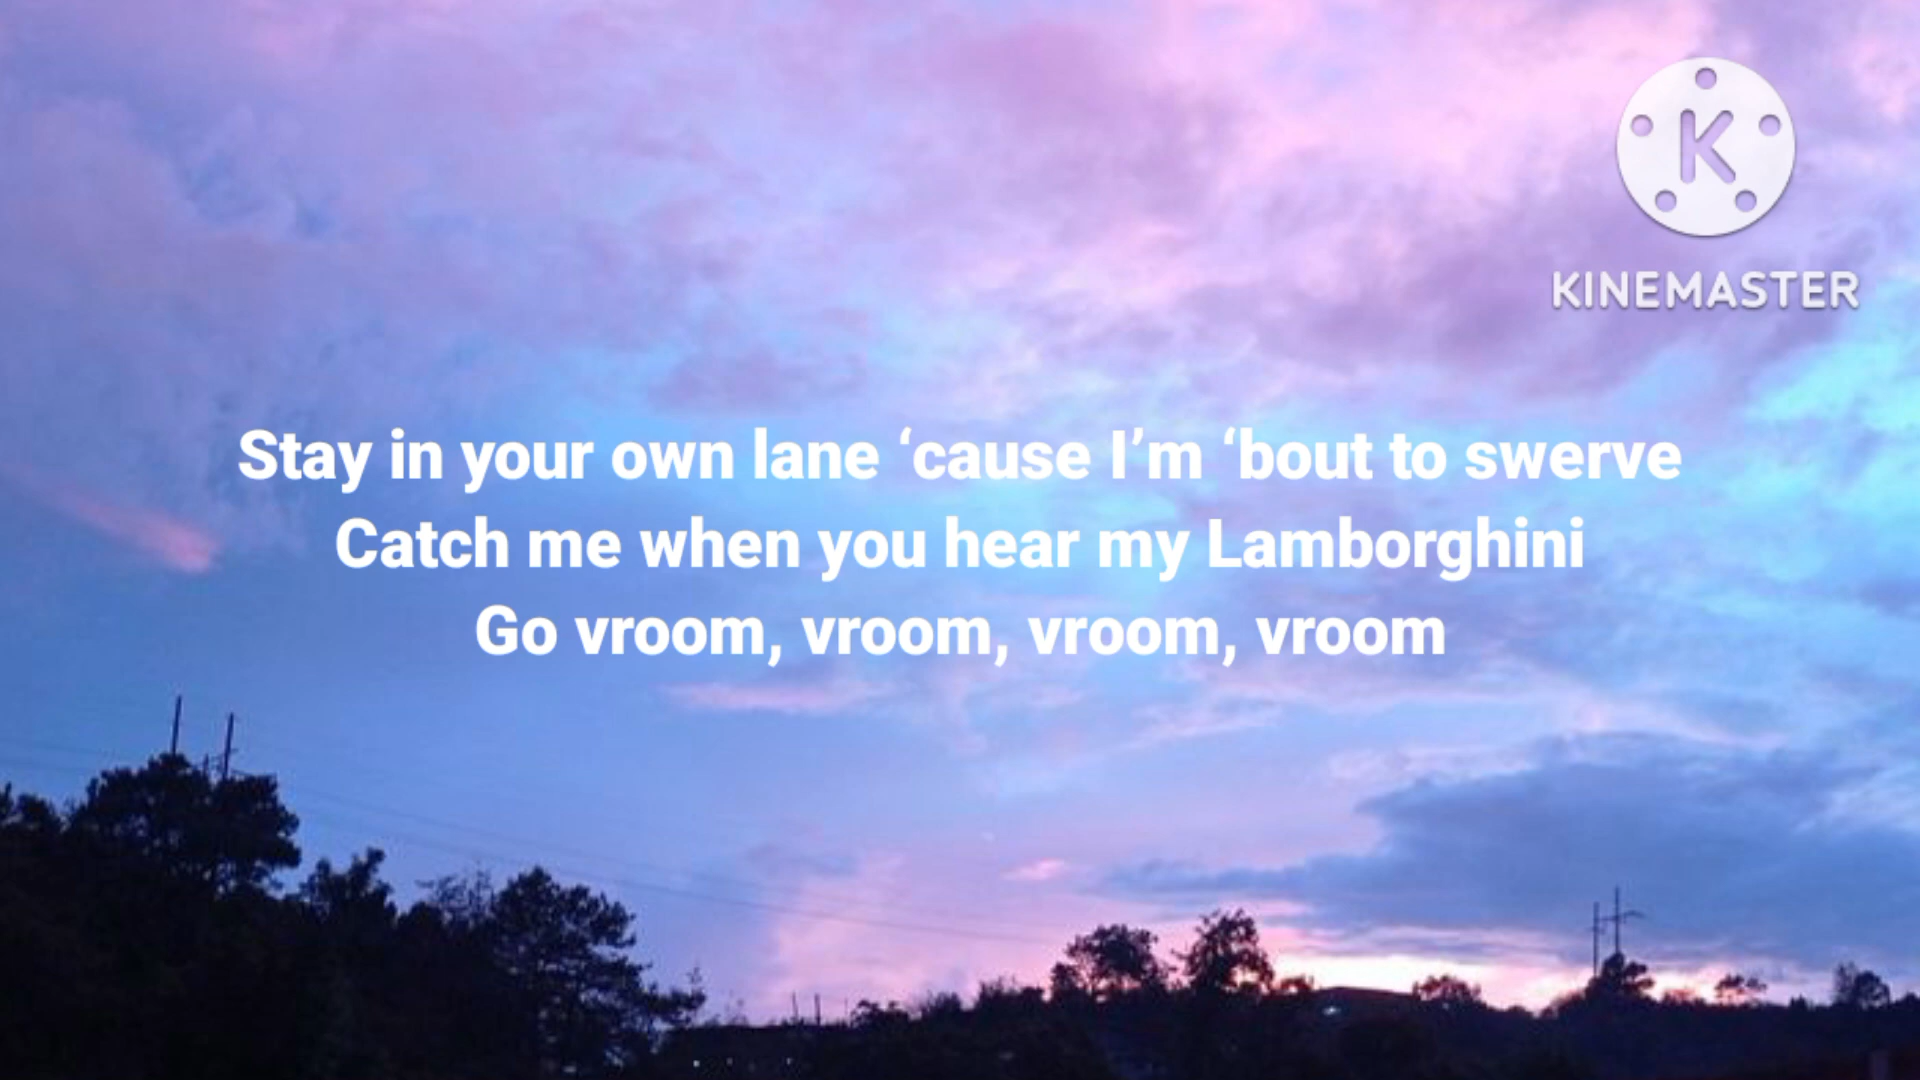 K
KINEMASTER
Stay in your own lane ‘cause I’m ‘bout to swerve
Catch me when you hear my Lamborghini
Go vroom, vroom, vroom, vroom